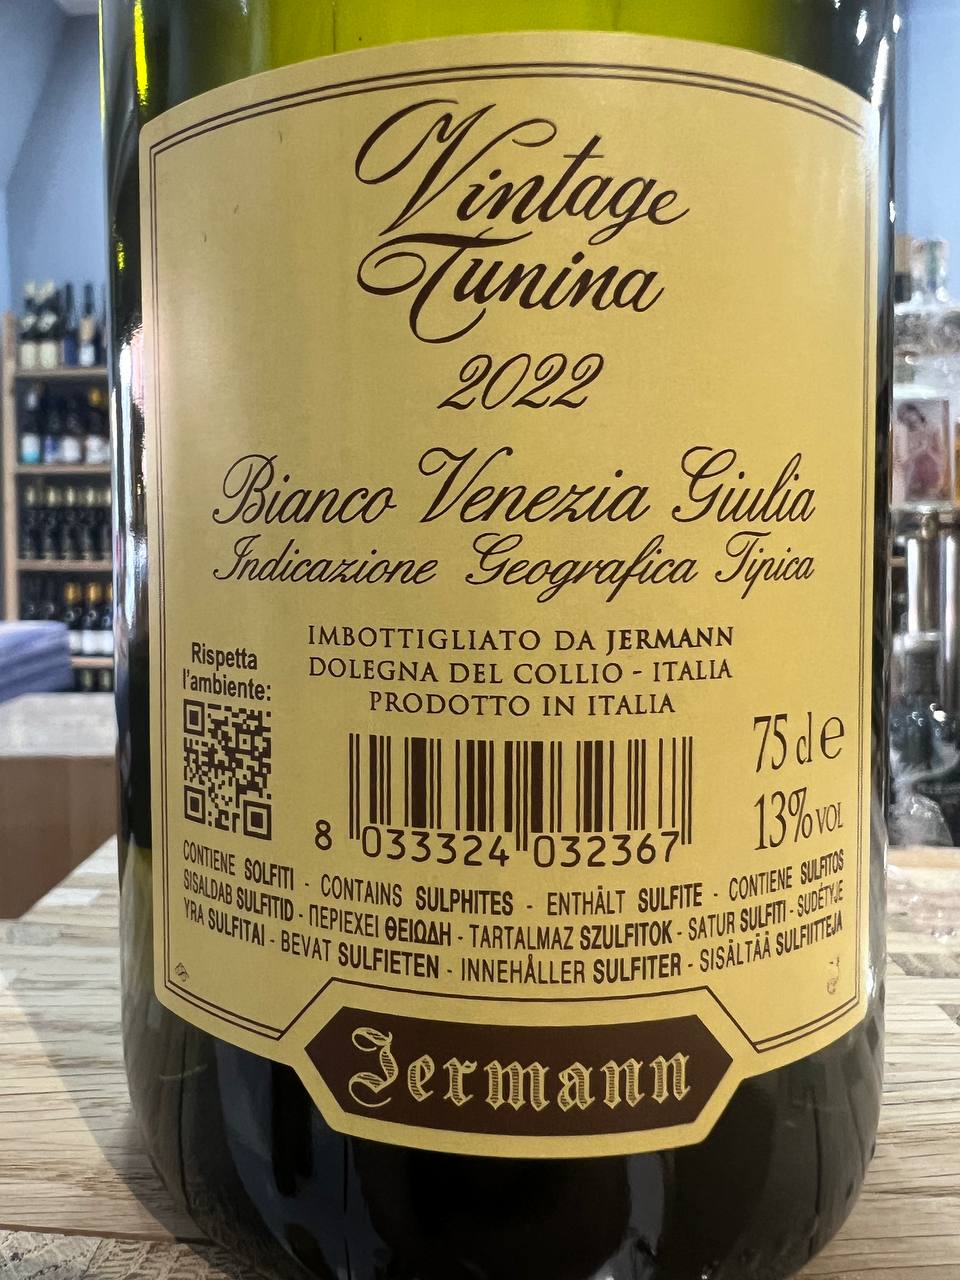 Vintage
Tunina
2022
Bianco Venezia Giulia
Indicazione Geografica Tipica
IMBOTTIGLIATO DA JERMANN
DOLEGNA DEL COLLIO - ITALIA
PRODOTTO IN ITALIA
Rispetta
l'ambiente:
75 cl e
13% VOL
8 033324 032367
CONTIENE SOLFITI - CONTAINS SULPHITES - ENTHÄLT SULFITE - CONTIENE SULFITOS
SISALDAB SULFITID - ΠΕΡΙΕΧΕΙ ΘΕΙΩΔΗ - TARTALMAZ SZULFITOK - SATUR SULFITI - SUDĖTYJE
YRA SULFITAI - BEVAT SULFIETEN - INNEHÅLLER SULFITER - SISÄLTÄÄ SULFIITTEJA
Jermann